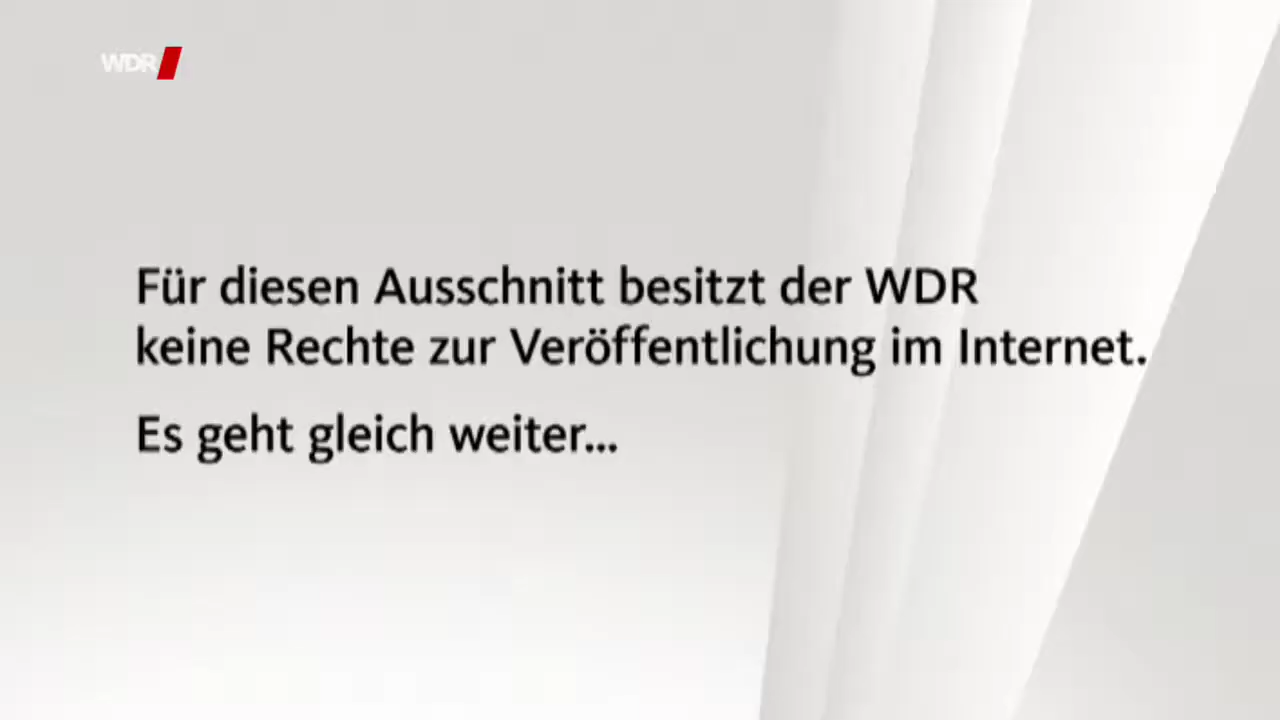 WDR
Für diesen Ausschnitt besitzt der WDR
keine Rechte zur Veröffentlichung im Internet.
Es geht gleich weiter...